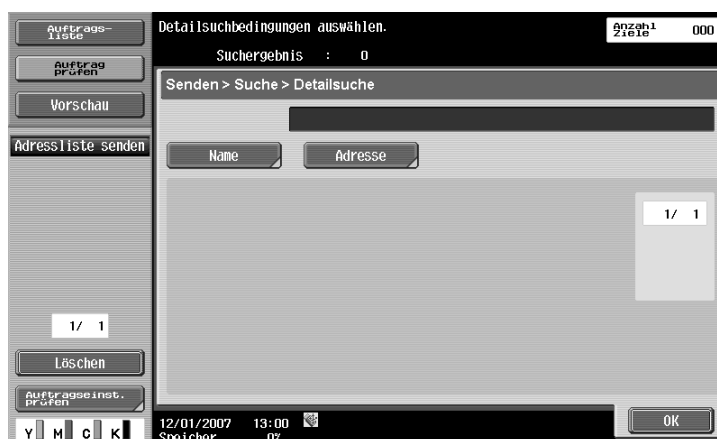 Auftrags-
liste
Auftrag
prüfen
Vorschau
Adressliste senden
1/ 1
Löschen
Auftragseinst.
prüfen
Y M C K
Detailsuchbedingungen auswählen.
Suchergebnis : 0
Anzahl
Ziele 000
Senden > Suche > Detailsuche
Name Adresse
1/ 1
12/01/2007 13:00
Speicher 0%
OK